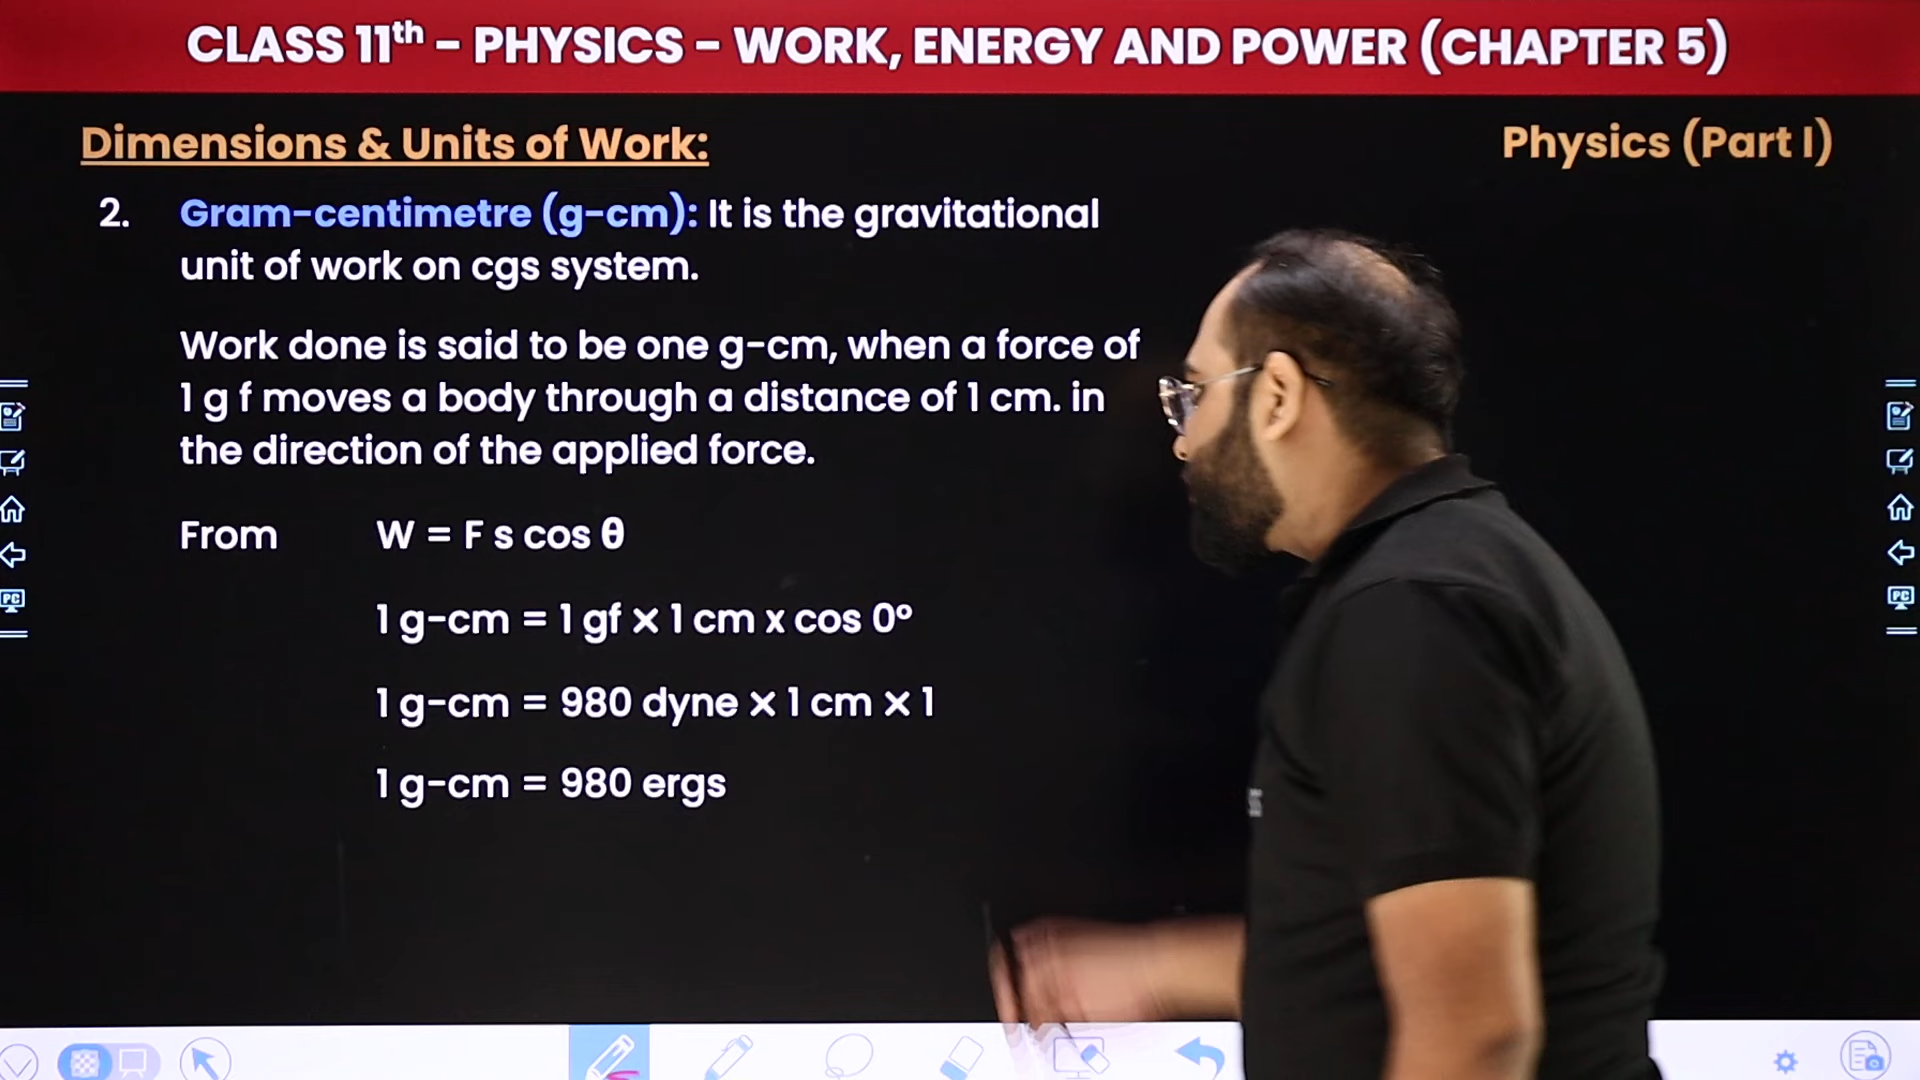 CLASS 11th - PHYSICS - WORK, ENERGY AND POWER (CHAPTER 5)
Dimensions & Units of Work:
Physics (Part I)
2. Gram-centimetre (g-cm): It is the gravitational
unit of work on cgs system.
Work done is said to be one g-cm, when a force of
1 g f moves a body through a distance of 1 cm. in
the direction of the applied force.
From W = F s cos θ
1 g-cm = 1 gf × 1 cm x cos 0°
1 g-cm = 980 dyne × 1 cm × 1
1 g-cm = 980 ergs
PC
PC